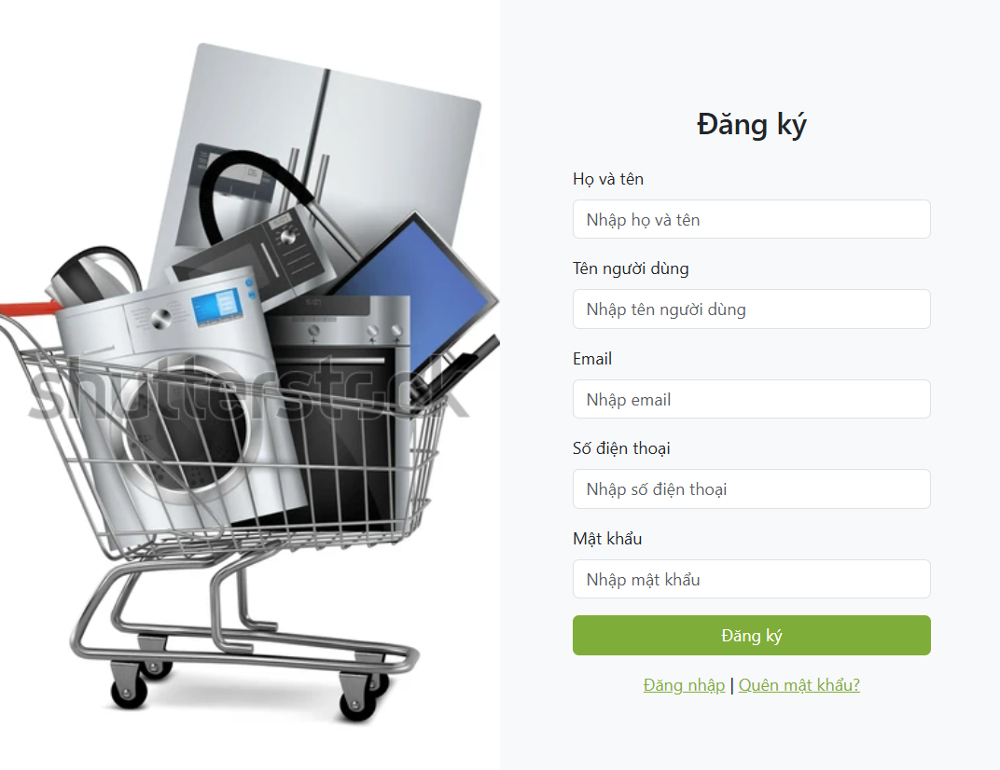 shutterstock
Đăng ký
Họ và tên
Nhập họ và tên
Tên người dùng
Nhập tên người dùng
Email
Nhập email
Số điện thoại
Nhập số điện thoại
Mật khẩu
Nhập mật khẩu
Đăng ký
Đăng nhập | Quên mật khẩu?